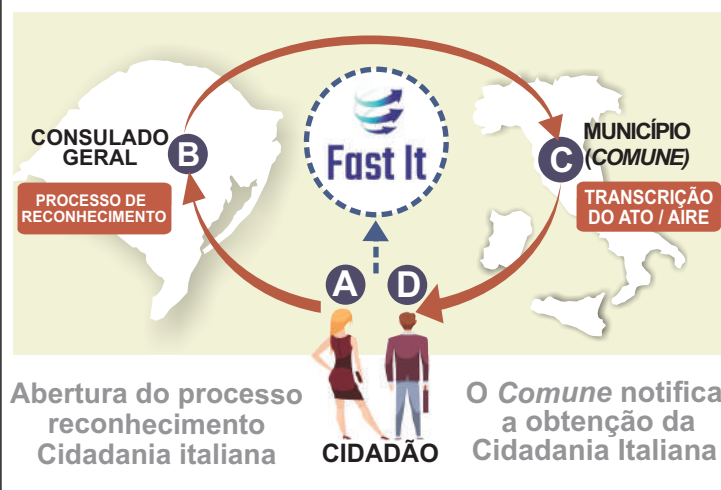 CONSULADO
GERAL
B
PROCESSO DE
RECONHECIMENTO
Fast It
MUNICÍPIO
(COMUNE)
C
TRANSCRIÇÃO
DO ATO / AIRE
A
D
Abertura do processo
reconhecimento
Cidadania italiana
CIDADÃO
O Comune notifica
a obtenção da
Cidadania Italiana